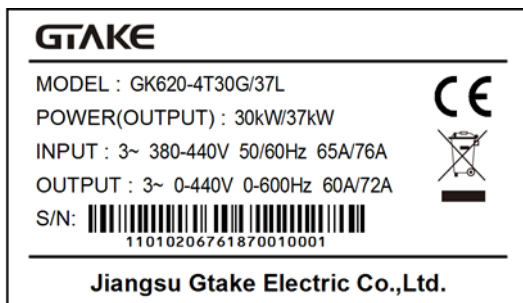 GTAKE
MODEL : GK620-4T30G/37L
POWER(OUTPUT) : 30kW/37kW
INPUT : 3~ 380-440V 50/60Hz 65A/76A
OUTPUT : 3~ 0-440V 0-600Hz 60A/72A
S/N:
11010206761870010001
CE
Jiangsu Gtake Electric Co.,Ltd.